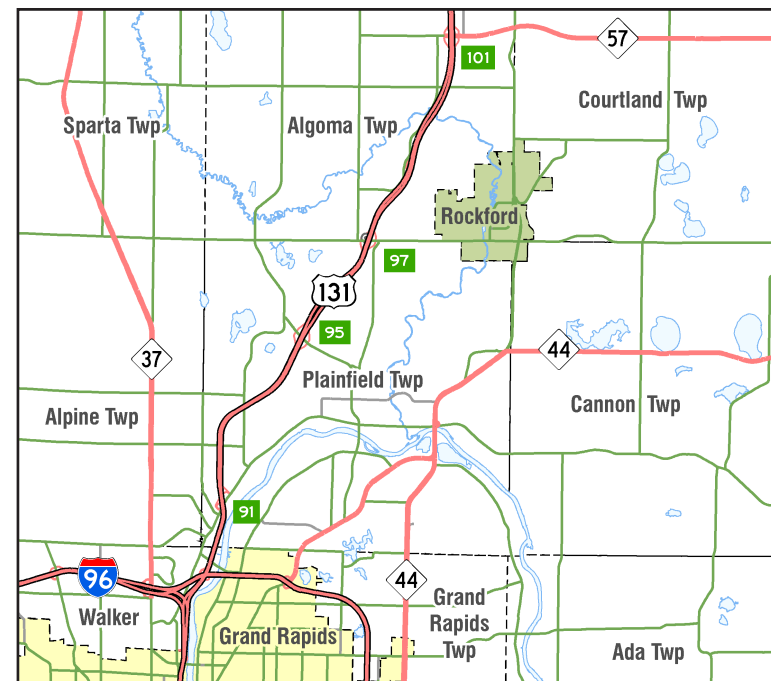 57
101
Courtland Twp
Sparta Twp
Algoma Twp
Rockford
97
131
95
37
44
Plainfield Twp
Alpine Twp
Cannon Twp
91
96
44
Grand
Rapids
Twp
Walker
Grand Rapids
Ada Twp